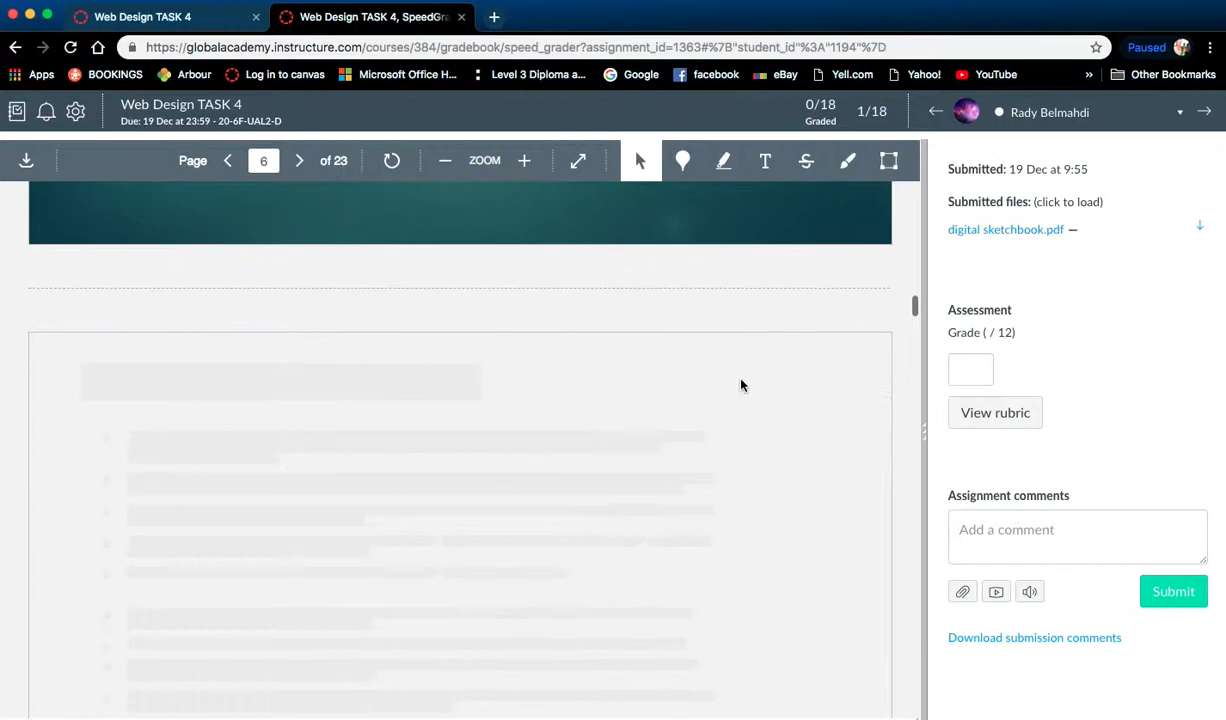 Web Design TASK 4
Web Design TASK 4, SpeedGra
https://globalacademy.instructure.com/courses/384/gradebook/speed_grader?assignment_id=1363#%7B"student_id"%3A"1194"%7D
Paused
Apps
BOOKINGS
Arbour
Log in to canvas
Microsoft Office H...
Level 3 Diploma a...
Google
facebook
eBay
Yell.com
Yahoo!
YouTube
»
Other Bookmarks
Web Design TASK 4
Due: 19 Dec at 23:59 - 20-6F-UAL2-D
0/18
Graded
1/18
Rady Belmahdi
Page 6 of 23
ZOOM
T
S
Submitted: 19 Dec at 9:55
Submitted files: (click to load)
digital sketchbook.pdf —
Assessment
Grade ( / 12)
View rubric
Assignment comments
Add a comment
Submit
Download submission comments